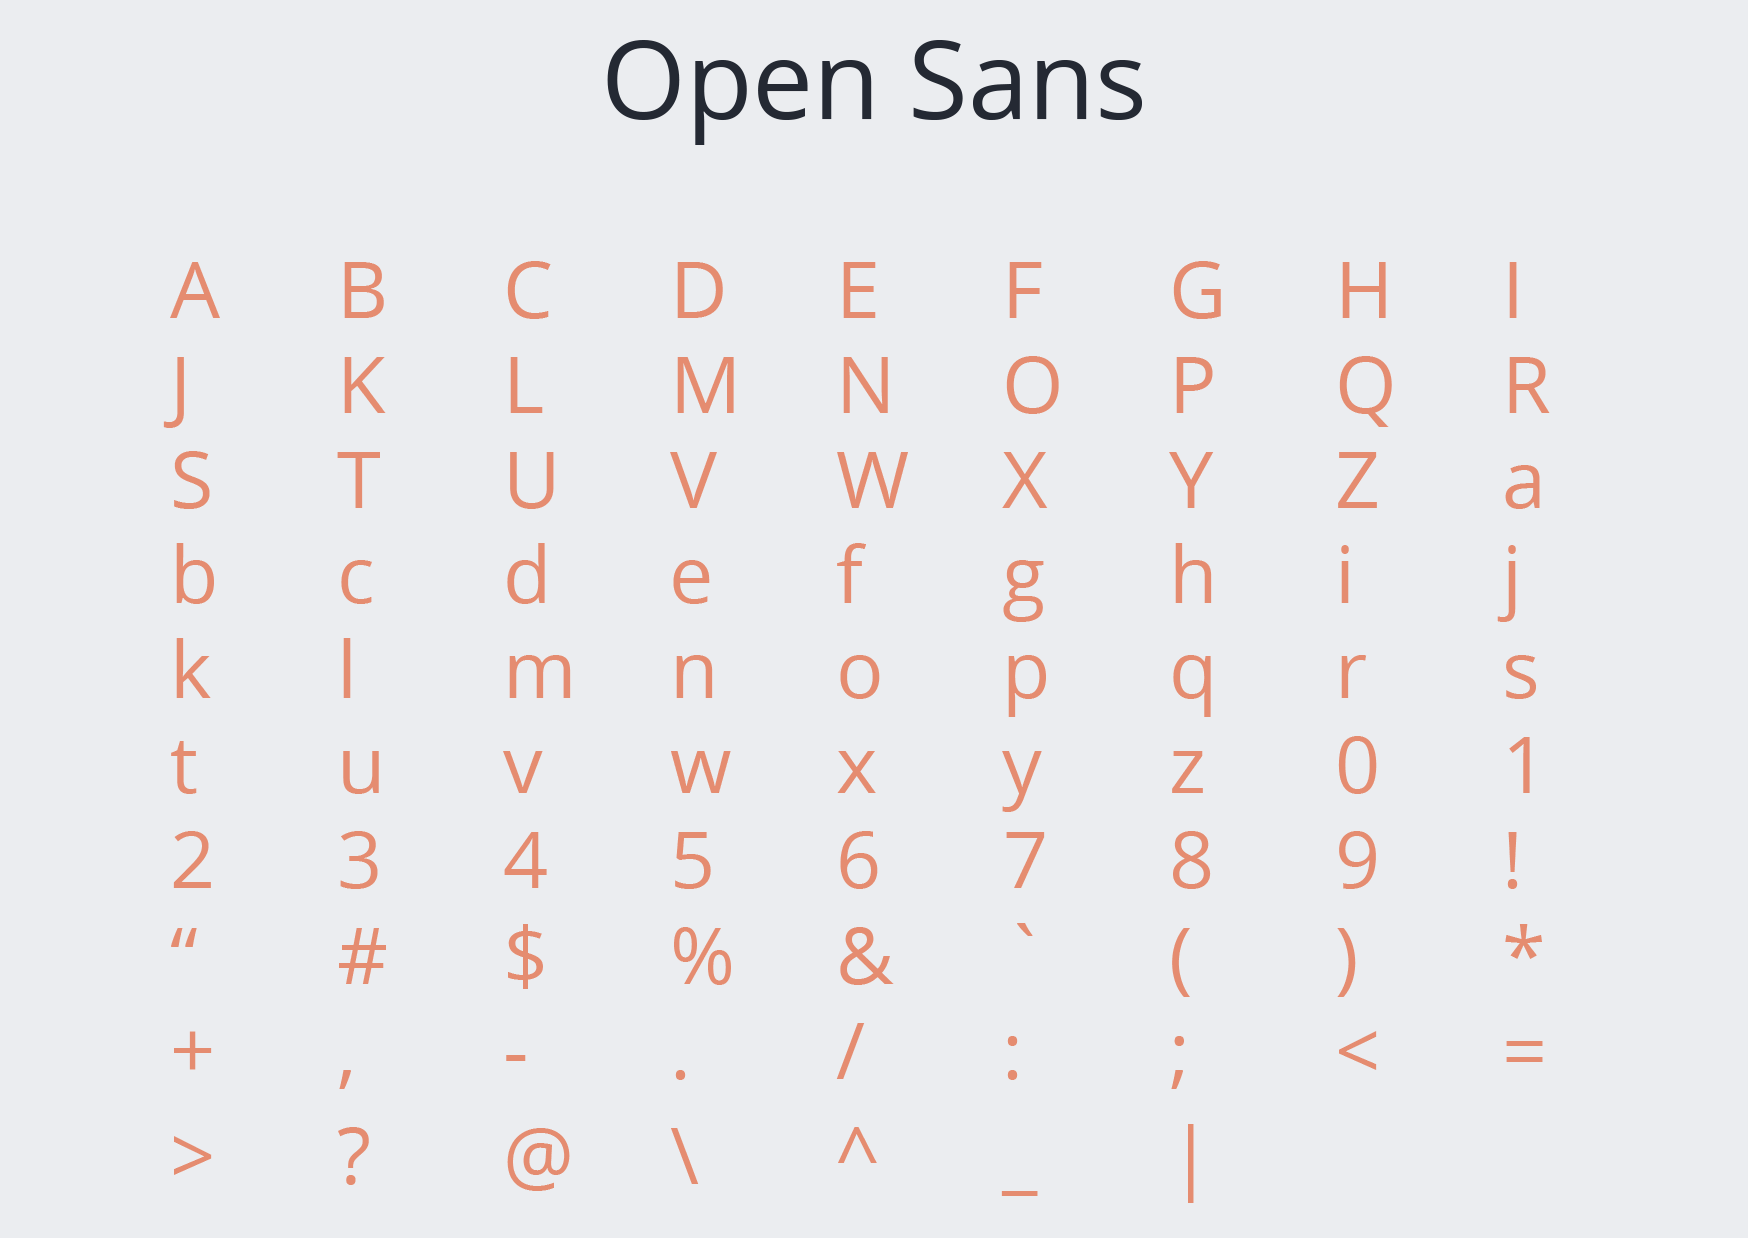 Open Sans
A B C D E F G H I
J K L M N O P Q R
S T U V W X Y Z a
b c d e f g h i j
k l m n o p q r s
t u v w x y z 0 1
2 3 4 5 6 7 8 9 !
“ # $ % & ` ( ) *
+ , - . / : ; < =
> ? @ \ ^ _ |